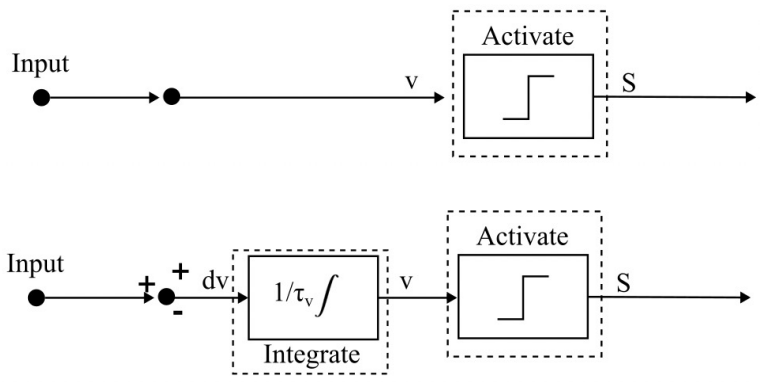 Activate
Input
v
S
Activate
Input
+
+
-
dv
1/τv∫
v
S
Integrate